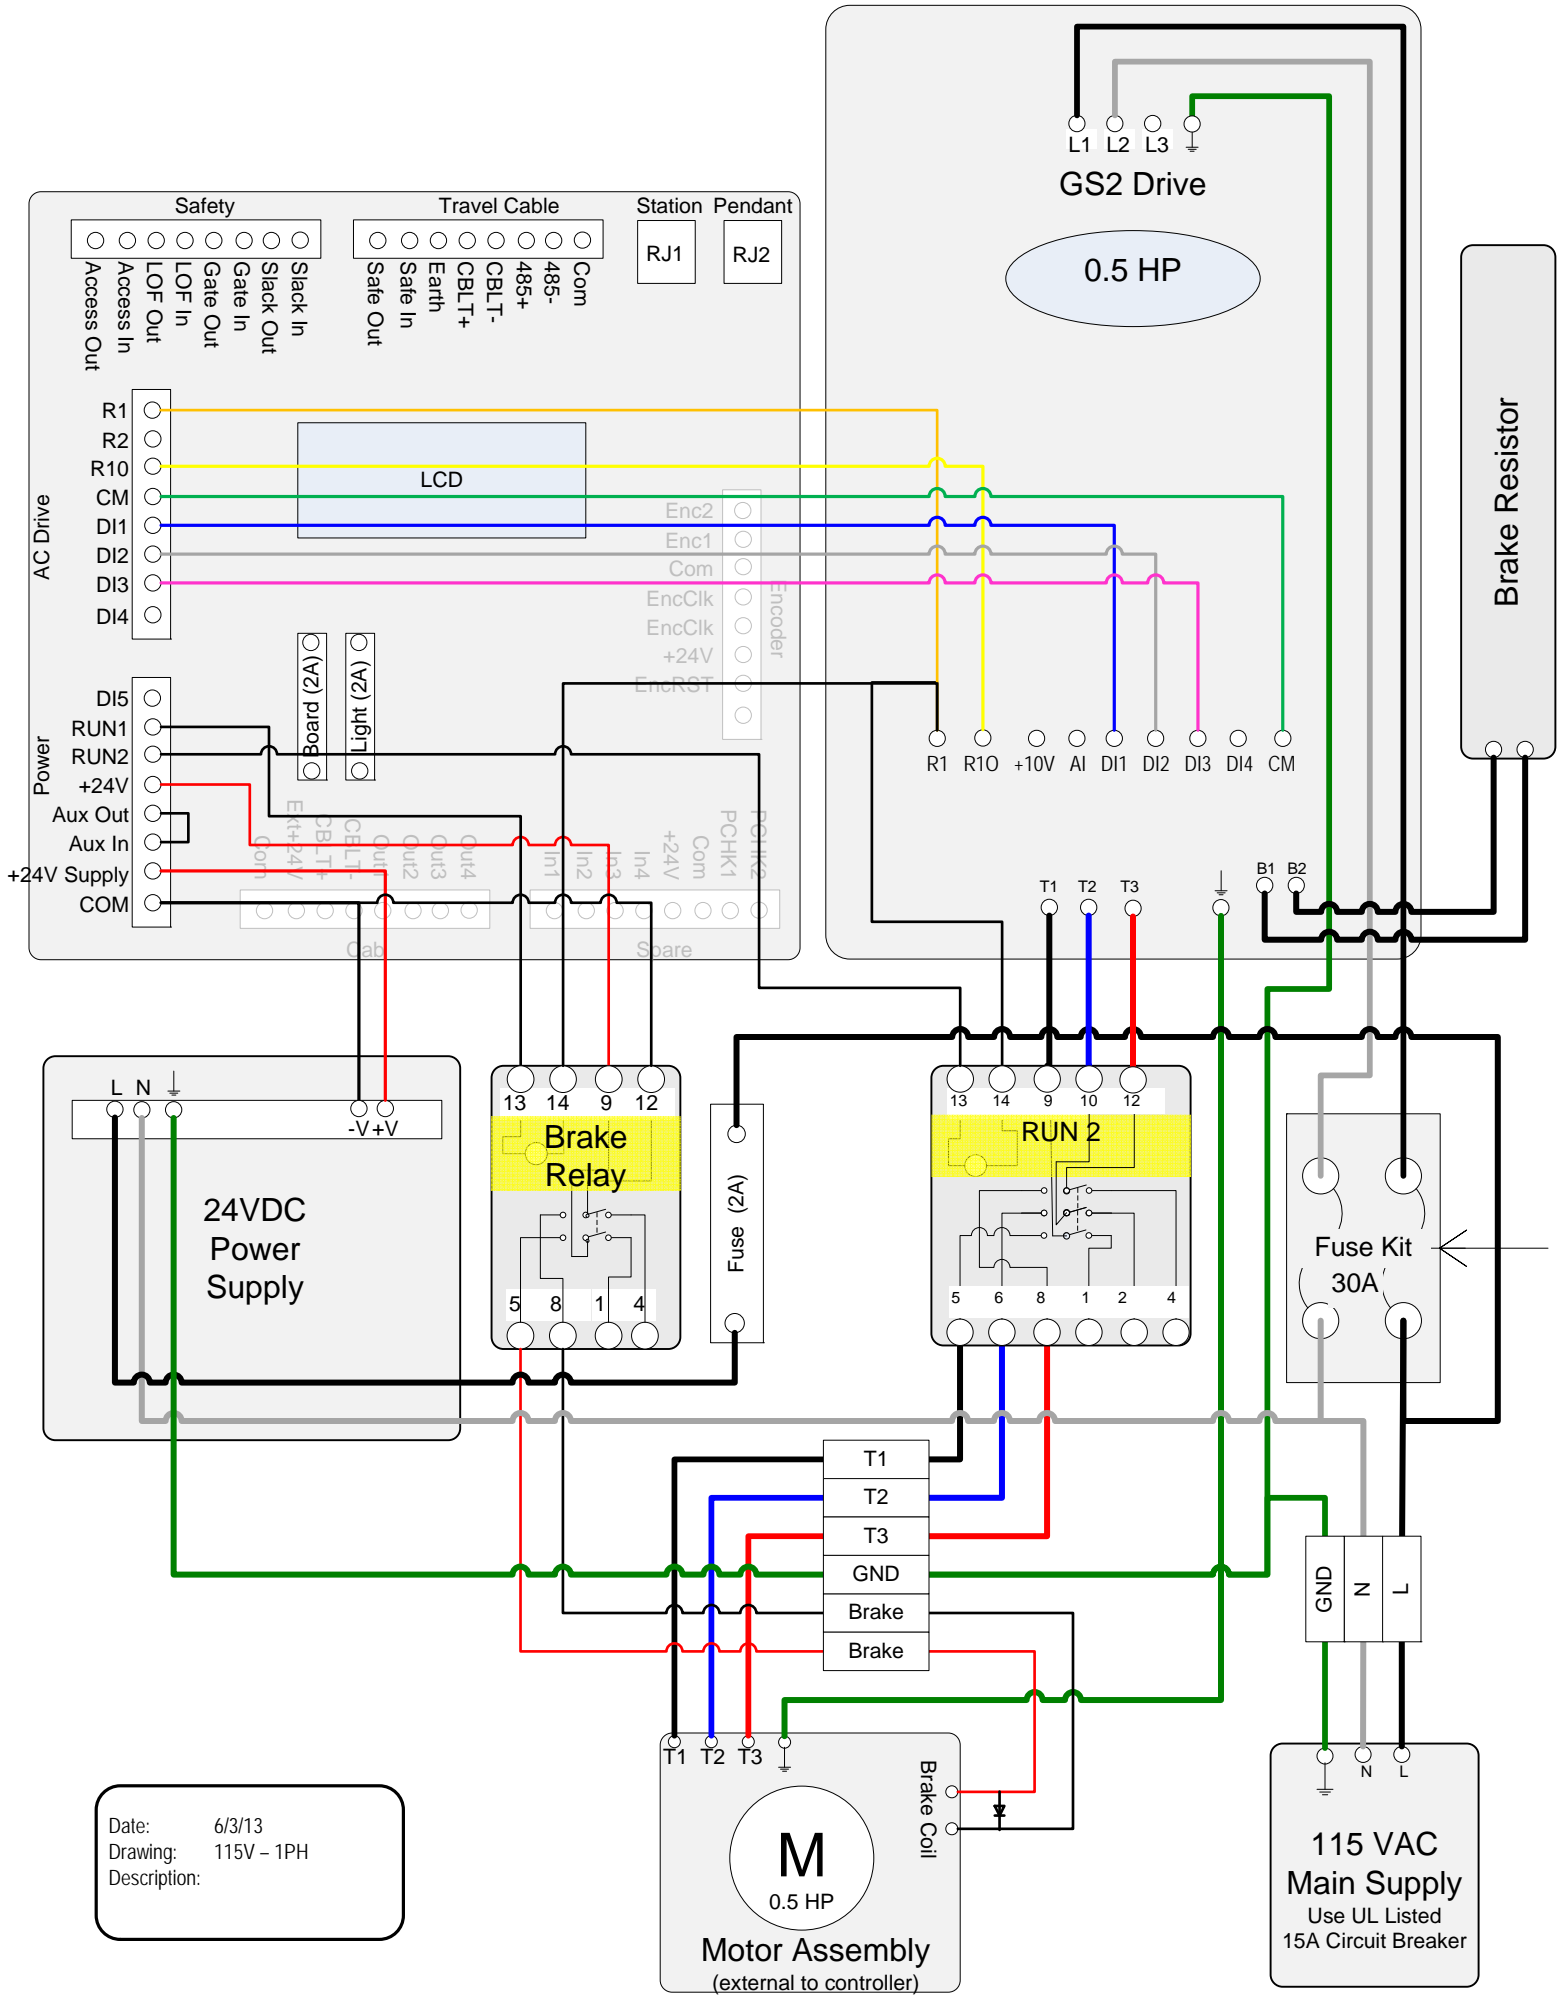 L1 L2 L3
GS2 Drive
0.5 HP
Safety
Access Out
Access In
LOF Out
LOF In
Gate Out
Gate In
Slack Out
Slack In
Travel Cable
Safe Out
Safe In
Earth
CBLT+
CBLT-
485+
485-
Com
Station
RJ1
Pendant
RJ2
AC Drive
R1
R2
R10
CM
DI1
DI2
DI3
DI4
LCD
Enc2
Enc1
Com
EncClk
EncClk
+24V
EncRST
Encoder
Board (2A)
Light (2A)
Power
DI5
RUN1
RUN2
+24V
Aux Out
Aux In
+24V Supply
COM
Com
Ext+24V
CBLT+
CBLT-
Out1
Out2
Out3
Out4
Cab
In1
In2
In3
In4
+24V
Com
PCHK1
PCHK2
Spare
R1 R1O +10V AI DI1 DI2 DI3 DI4 CM
T1 T2 T3
B1 B2
Brake Resistor
L N
-V +V
24VDC
Power
Supply
13 14 9 12
Brake
Relay
5 8 1 4
Fuse (2A)
13 14 9 10 12
RUN 2
5 6 8 1 2 4
Fuse Kit
30A
T1
T2
T3
GND
Brake
Brake
GND
N
L
T1 T2 T3
Brake Coil
M
0.5 HP
Motor Assembly
(external to controller)
N L
115 VAC
Main Supply
Use UL Listed
15A Circuit Breaker
Date: 6/3/13
Drawing: 115V – 1PH
Description: